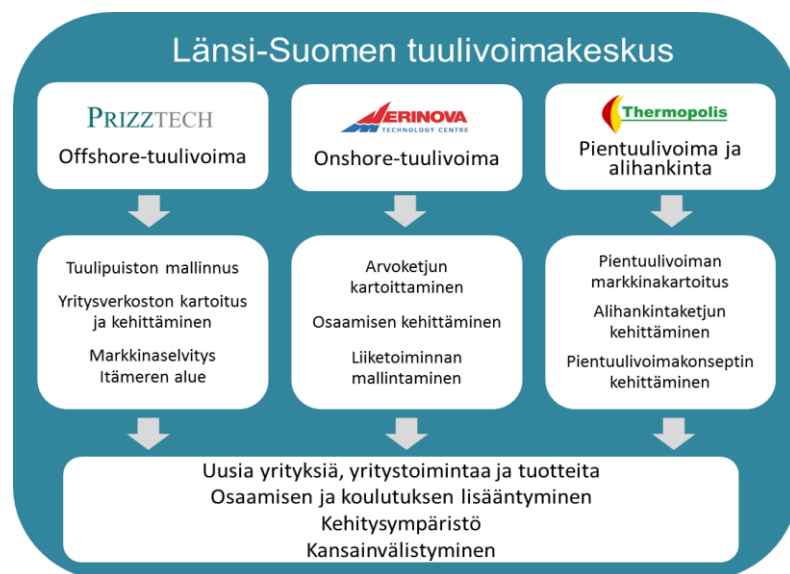 Länsi-Suomen tuulivoimakeskus
PRIZZTECH
Offshore-tuulivoima
MERINOVA
TECHNOLOGY CENTRE
Onshore-tuulivoima
Thermopolis
Pientuulivoima ja
alihankinta
Tuulipuiston mallinnus
Yritysverkoston kartoitus
ja kehittäminen
Markkinaselvitys
Itämeren alue
Arvoketjun
kartoittaminen
Osaamisen kehittäminen
Liiketoiminnan
mallintaminen
Pientuulivoiman
markkinakartoitus
Alihankintaketjun
kehittäminen
Pientuulivoimakonseptin
kehittäminen
Uusia yrityksiä, yritystoimintaa ja tuotteita
Osaamisen ja koulutuksen lisääntyminen
Kehitysympäristö
Kansainvälistyminen